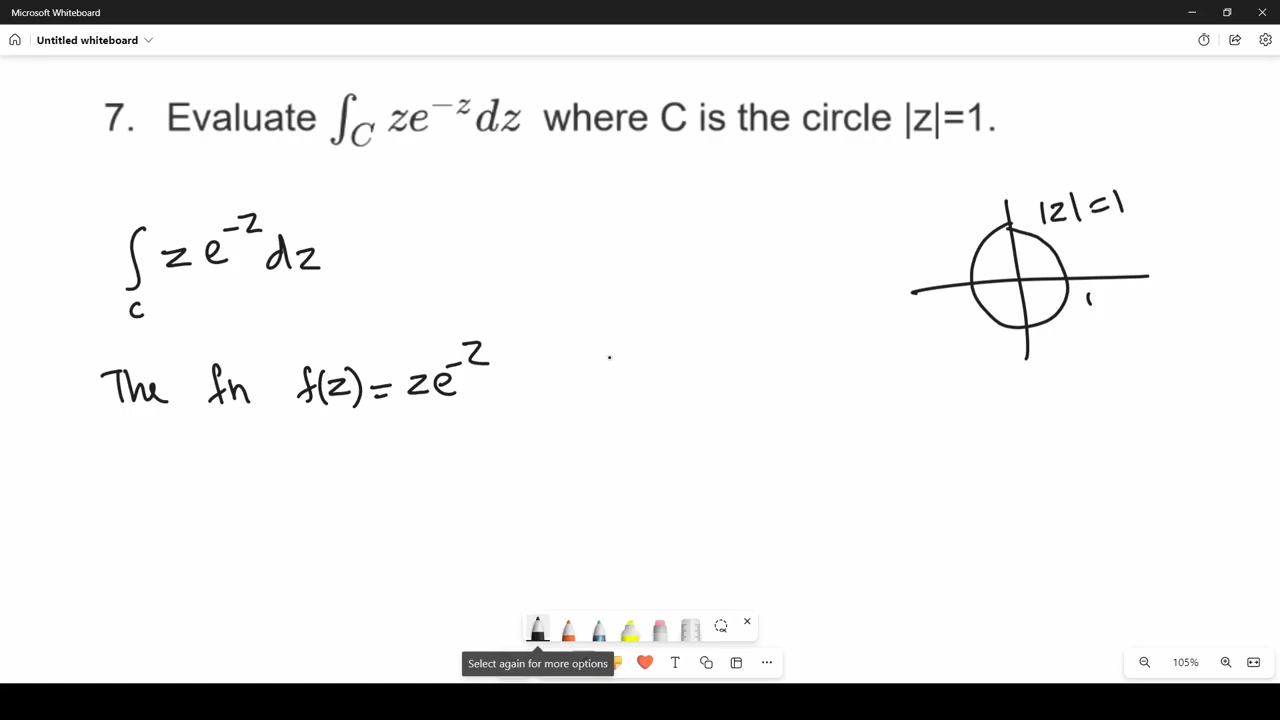 Microsoft Whiteboard
Untitled whiteboard
7. Evaluate ∫_C ze^{-z}dz where C is the circle |z|=1.
|z|=1
∫_C z e^{-z} dz
1
The fn f(z) = ze^{-z}
Select again for more options
105%